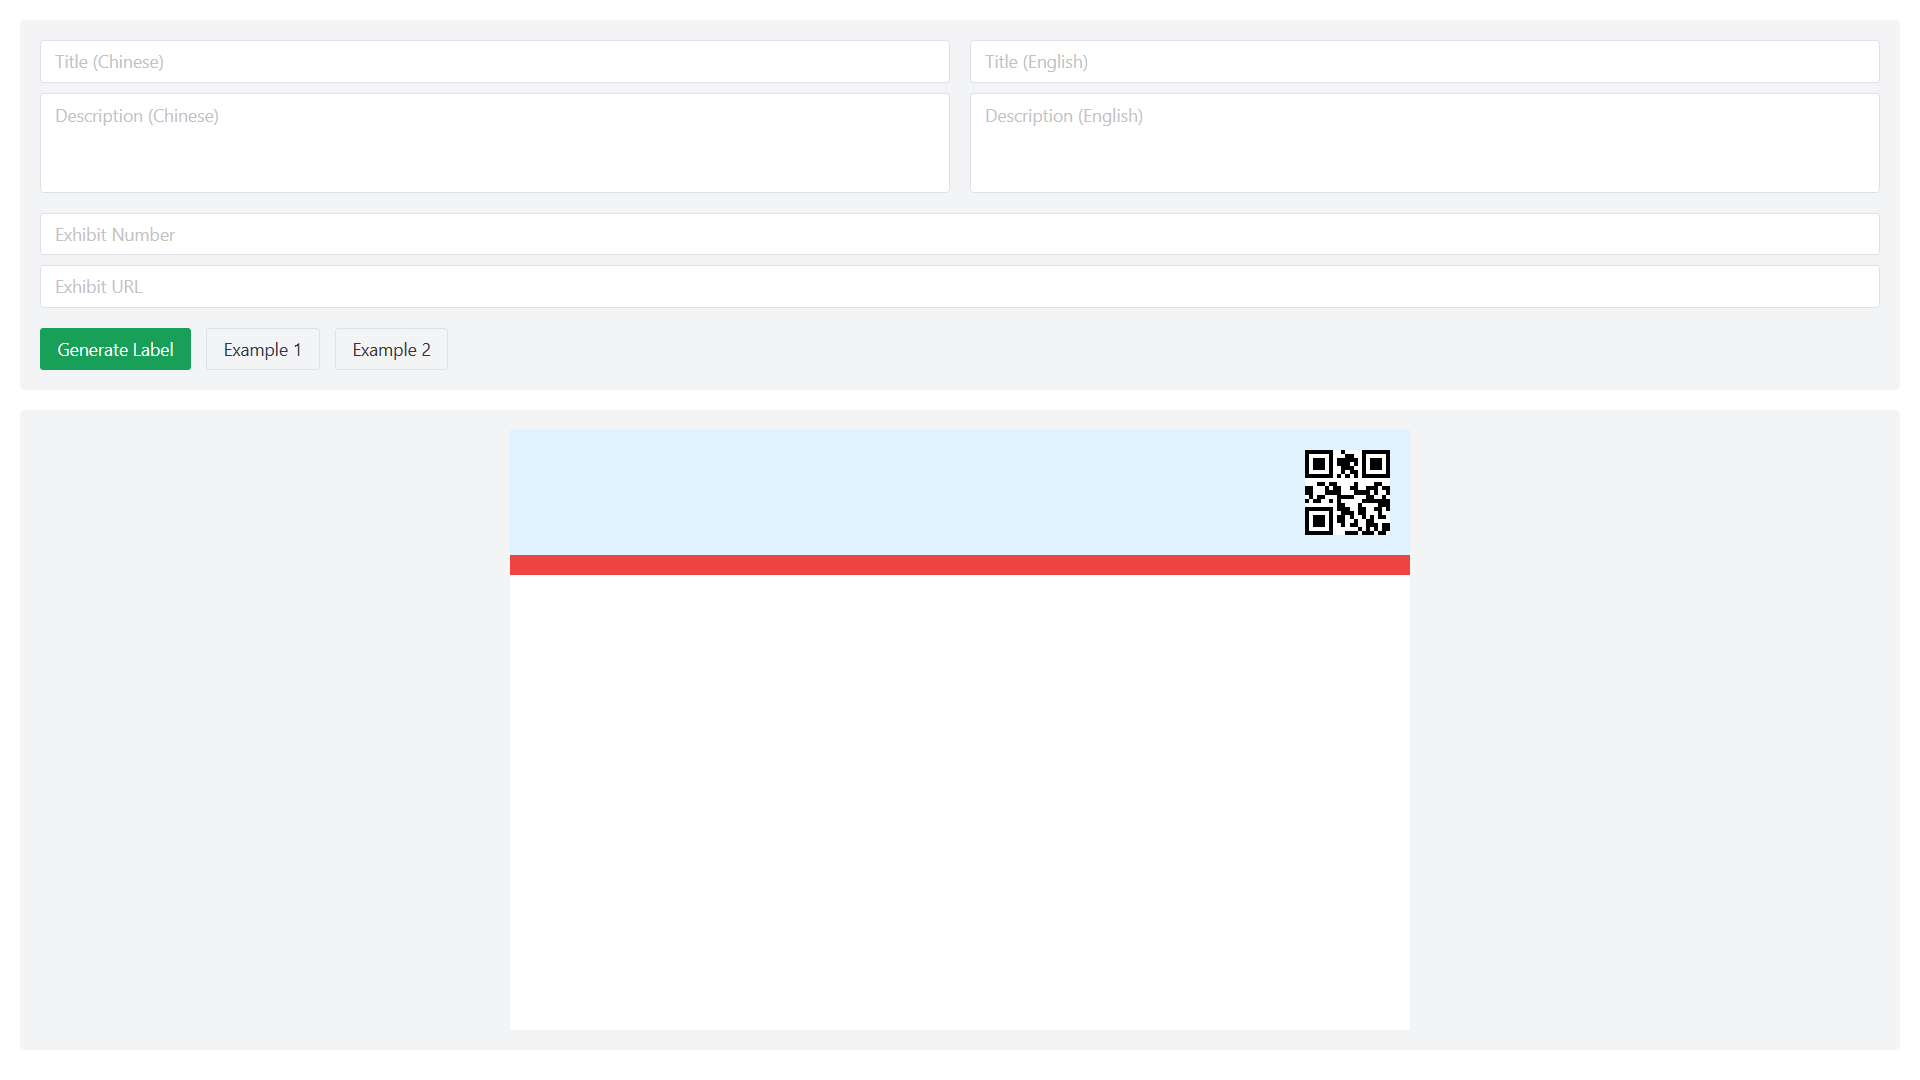 Title (Chinese)
Title (English)
Description (Chinese)
Description (English)
Exhibit Number
Exhibit URL
Generate Label
Example 1
Example 2